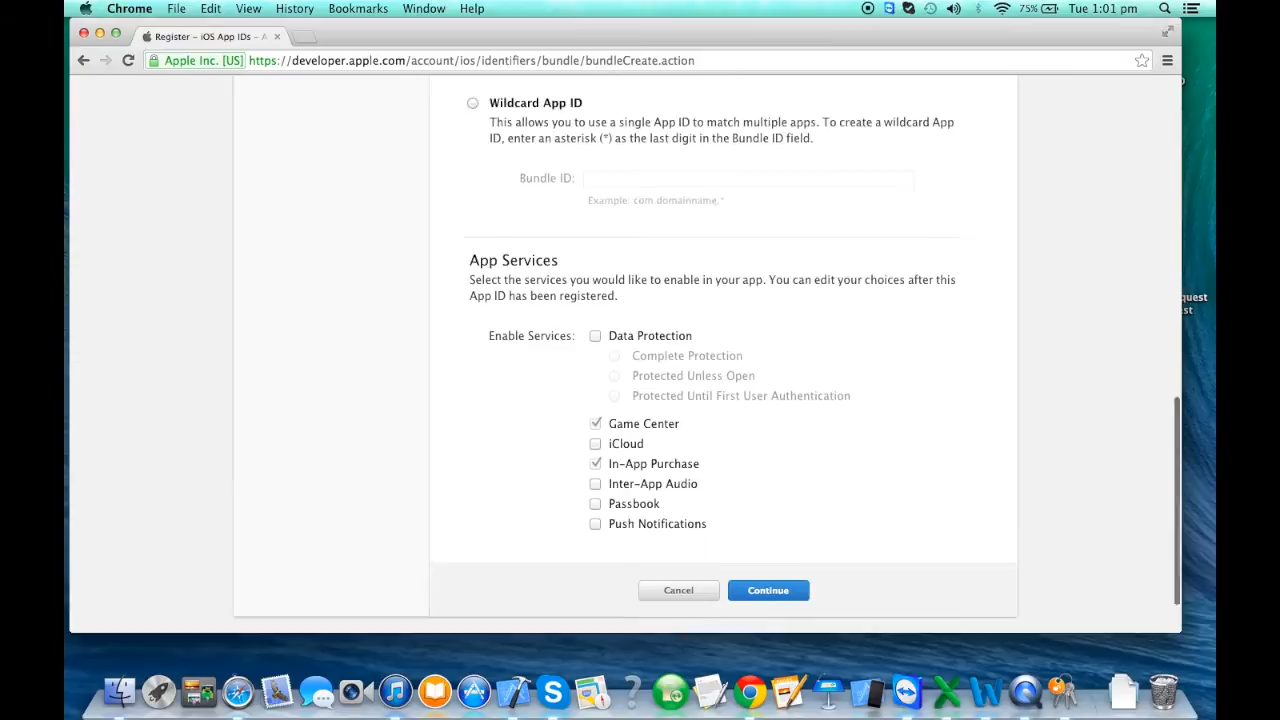 Chrome File Edit View History Bookmarks Window Help 75% Tue 1:01 pm
Register – iOS App IDs – A
Apple Inc. [US] https://developer.apple.com/account/ios/identifiers/bundle/bundleCreate.action
Wildcard App ID
This allows you to use a single App ID to match multiple apps. To create a wildcard App
ID, enter an asterisk (*) as the last digit in the Bundle ID field.
Bundle ID:
Example: com.domainname.*
App Services
Select the services you would like to enable in your app. You can edit your choices after this
App ID has been registered.
quest
st
Enable Services: Data Protection
Complete Protection
Protected Unless Open
Protected Until First User Authentication
Game Center
iCloud
In-App Purchase
Inter-App Audio
Passbook
Push Notifications
Cancel Continue